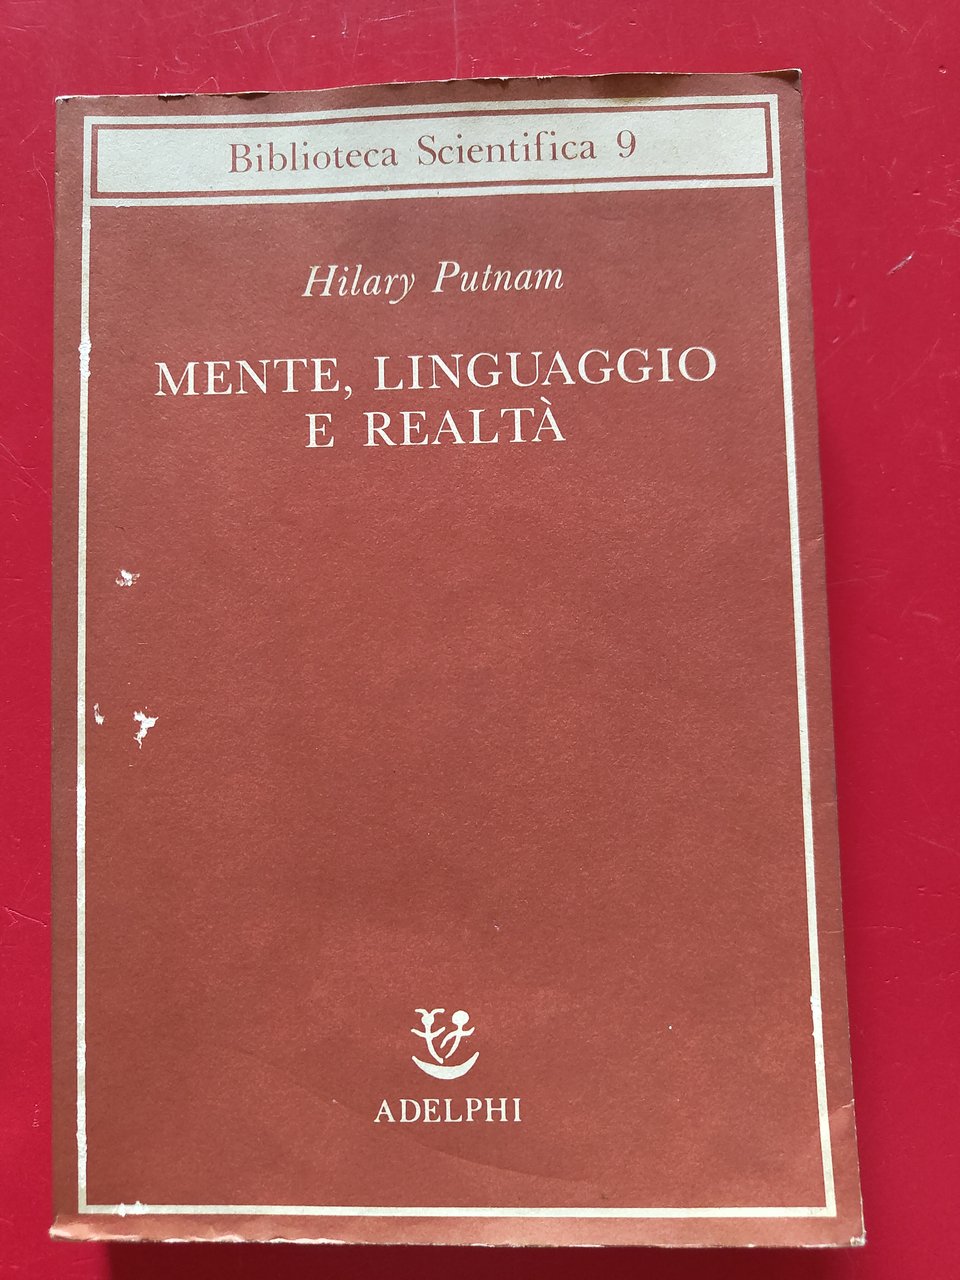 Biblioteca Scientifica 9
Hilary Putnam
MENTE, LINGUAGGIO
E REALTÀ
ADELPHI